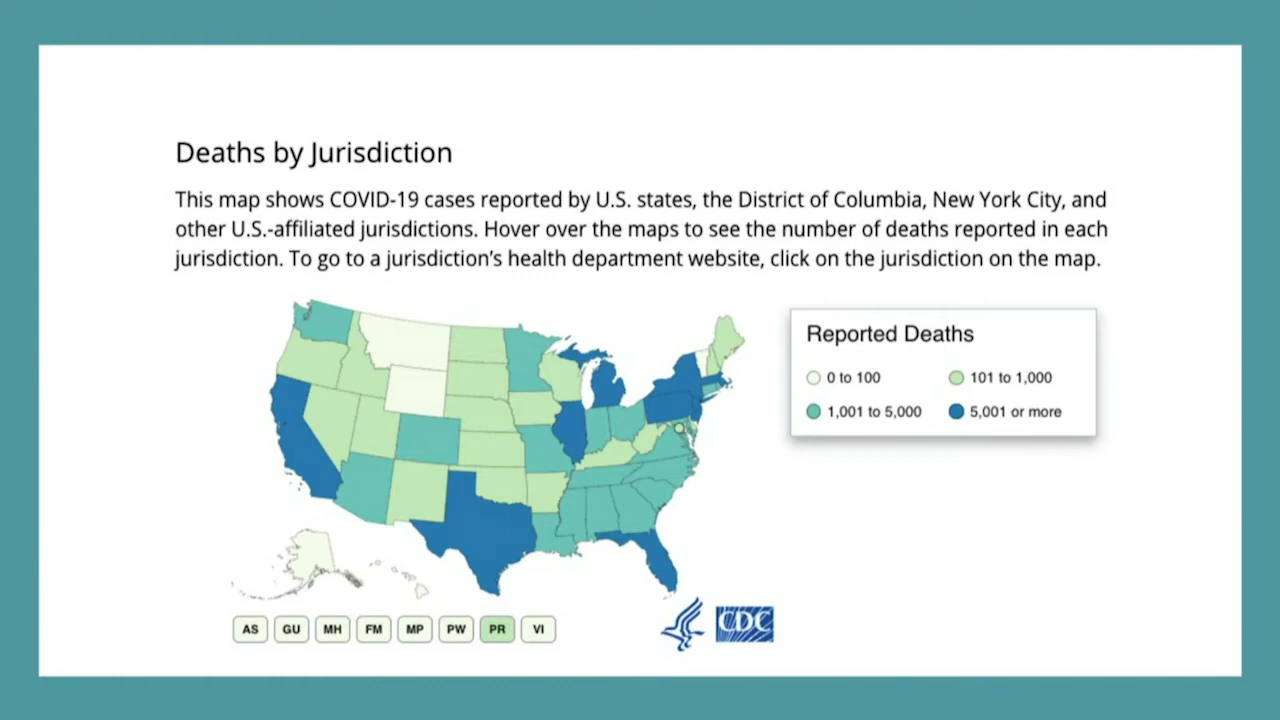 Deaths by Jurisdiction
This map shows COVID-19 cases reported by U.S. states, the District of Columbia, New York City, and
other U.S.-affiliated jurisdictions. Hover over the maps to see the number of deaths reported in each
jurisdiction. To go to a jurisdiction's health department website, click on the jurisdiction on the map.
Reported Deaths
0 to 100
101 to 1,000
1,001 to 5,000
5,001 or more
AS GU MH FM MP PW PR VI
CDC